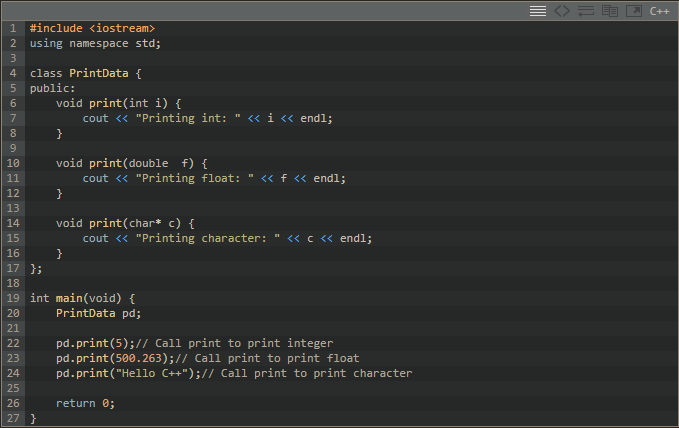 C++
1 #include <iostream>
2 using namespace std;
3
4 class PrintData {
5 public:
6     void print(int i) {
7         cout << "Printing int: " << i << endl;
8     }
9
10     void print(double  f) {
11         cout << "Printing float: " << f << endl;
12     }
13
14     void print(char* c) {
15         cout << "Printing character: " << c << endl;
16     }
17 };
18
19 int main(void) {
20     PrintData pd;
21
22     pd.print(5);// Call print to print integer
23     pd.print(500.263);// Call print to print float
24     pd.print("Hello C++");// Call print to print character
25
26     return 0;
27 }